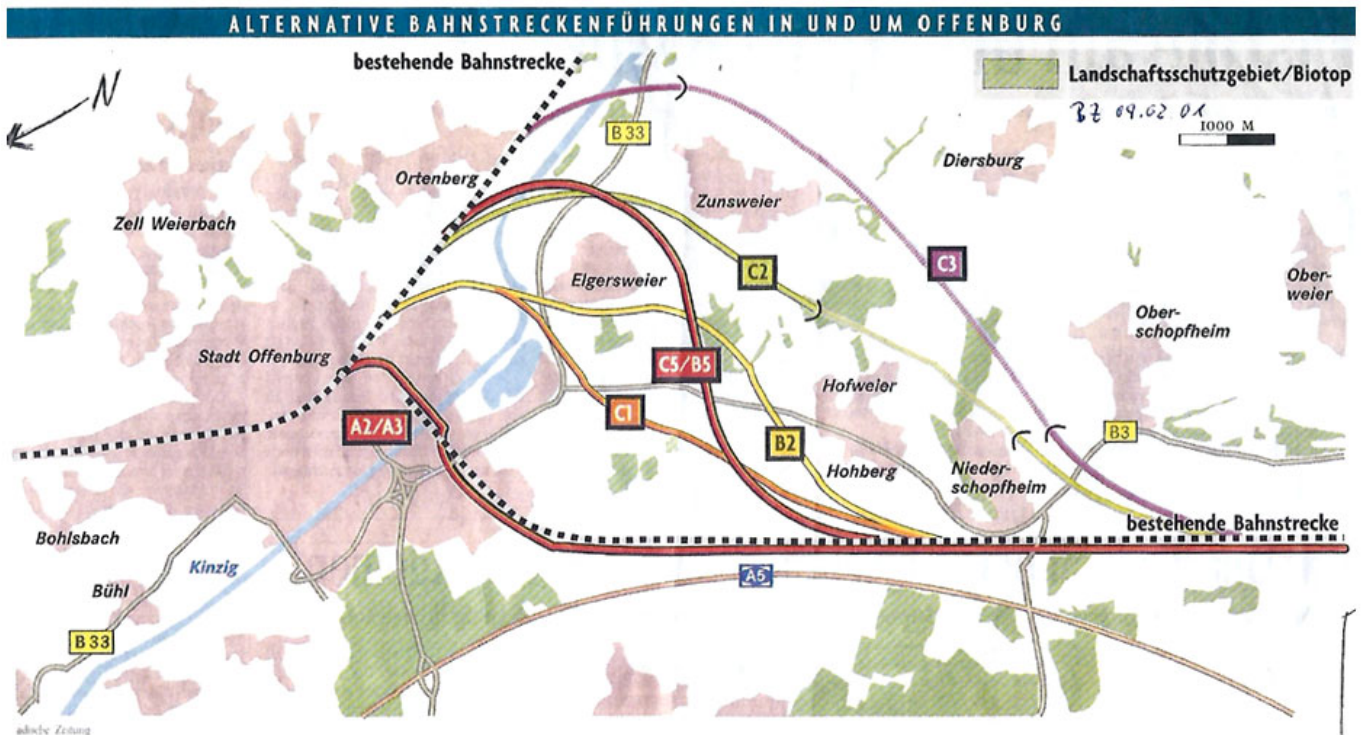 ALTERNATIVE BAHNSTRECKENFÜHRUNGEN IN UND UM OFFENBURG
bestehende Bahnstrecke
Landschaftsschutzgebiet/Biotop
N
BZ 09.02.01
1000 M
B 33
Diersburg
Ortenberg
Zunsweier
Zell Weierbach
C3
C2
Elgersweier
Ober-
weier
Ober-
schopfheim
Stadt Offenburg
C5/B5
Hofweier
C1
A2/A3
B2
B3
Hohberg
Nieder-
schopfheim
bestehende Bahnstrecke
Bohlsbach
Kinzig
A5
Bühl
B 33
Zeitung